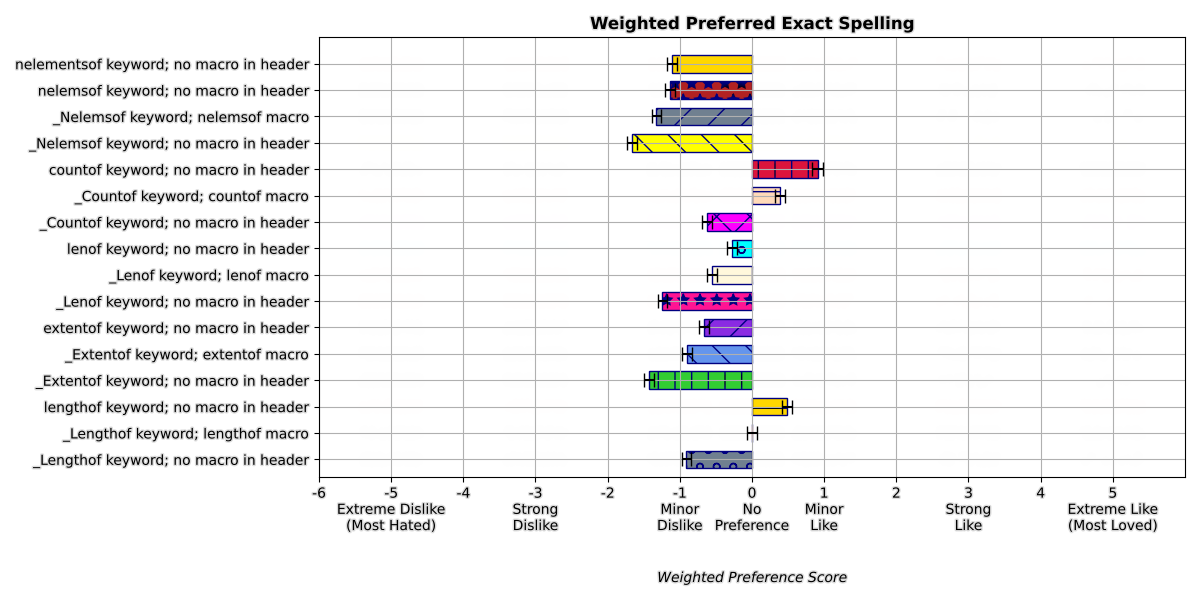 Weighted Preferred Exact Spelling
nelementsof keyword; no macro in header
nelemsof keyword; no macro in header
_Nelemsof keyword; nelemsof macro
_Nelemsof keyword; no macro in header
countof keyword; no macro in header
_Countof keyword; countof macro
_Countof keyword; no macro in header
lenof keyword; no macro in header
_Lenof keyword; lenof macro
_Lenof keyword; no macro in header
extentof keyword; no macro in header
_Extentof keyword; extentof macro
_Extentof keyword; no macro in header
lengthof keyword; no macro in header
_Lengthof keyword; lengthof macro
_Lengthof keyword; no macro in header
-6 -5 -4 -3 -2 -1 0 1 2 3 4 5
Extreme Dislike Strong Minor No Minor Strong Extreme Like
(Most Hated) Dislike Dislike Preference Like Like (Most Loved)
Weighted Preference Score